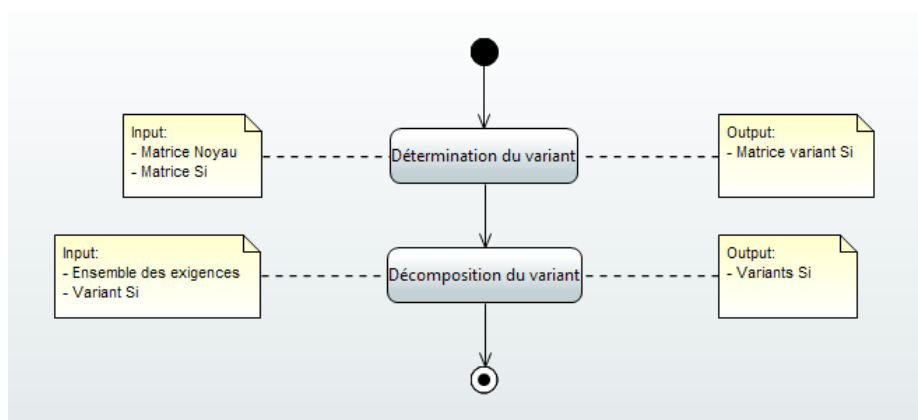 Input:
- Matrice Noyau
- Matrice Si
Détermination du variant
Output:
- Matrice variant Si
Input:
- Ensemble des exigences
- Variant Si
Décomposition du variant
Output:
- Variants Si